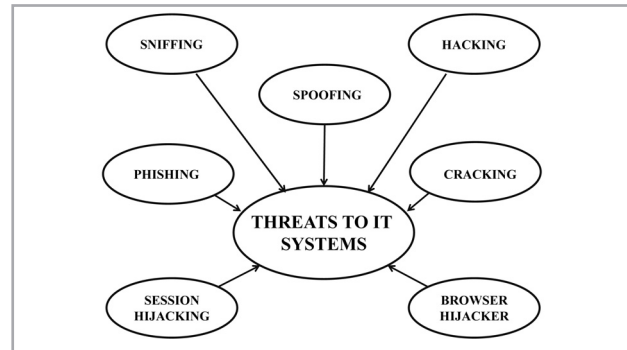 SNIFFING
HACKING
SPOOFING
PHISHING
CRACKING
THREATS TO IT
SYSTEMS
SESSION
HIJACKING
BROWSER
HIJACKER